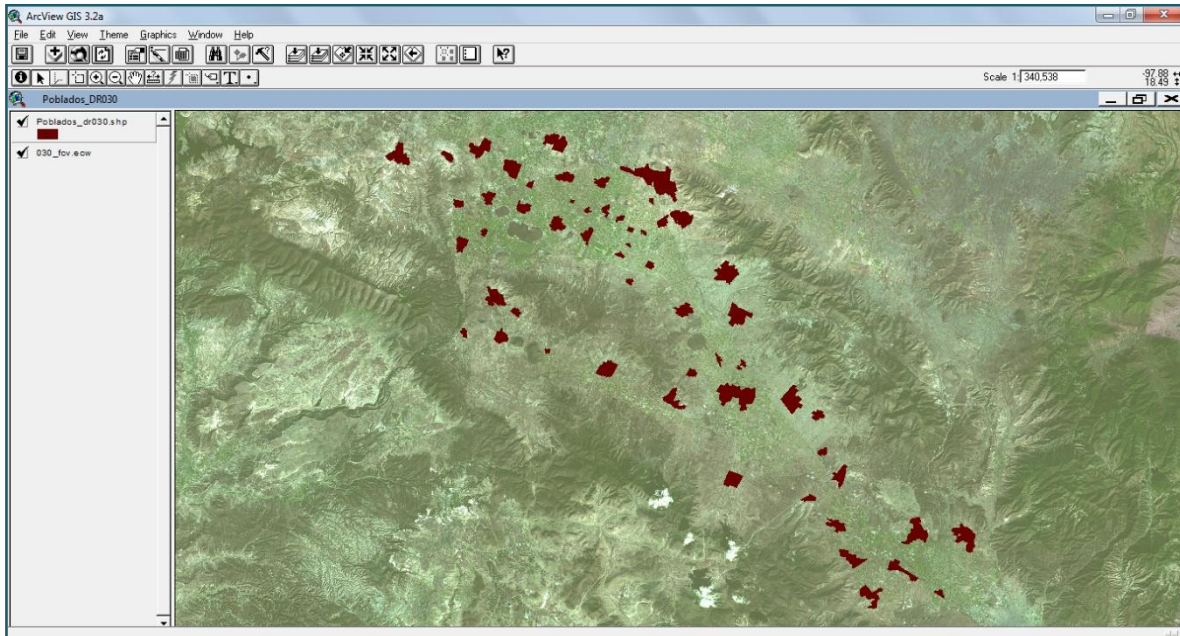 ArcView GIS 3.2a
File Edit View Theme Graphics Window Help
Scale 1: 340,538
-97.88
18.49
Poblados_DR030
Poblados_dr030.shp
030_fcv.ecw